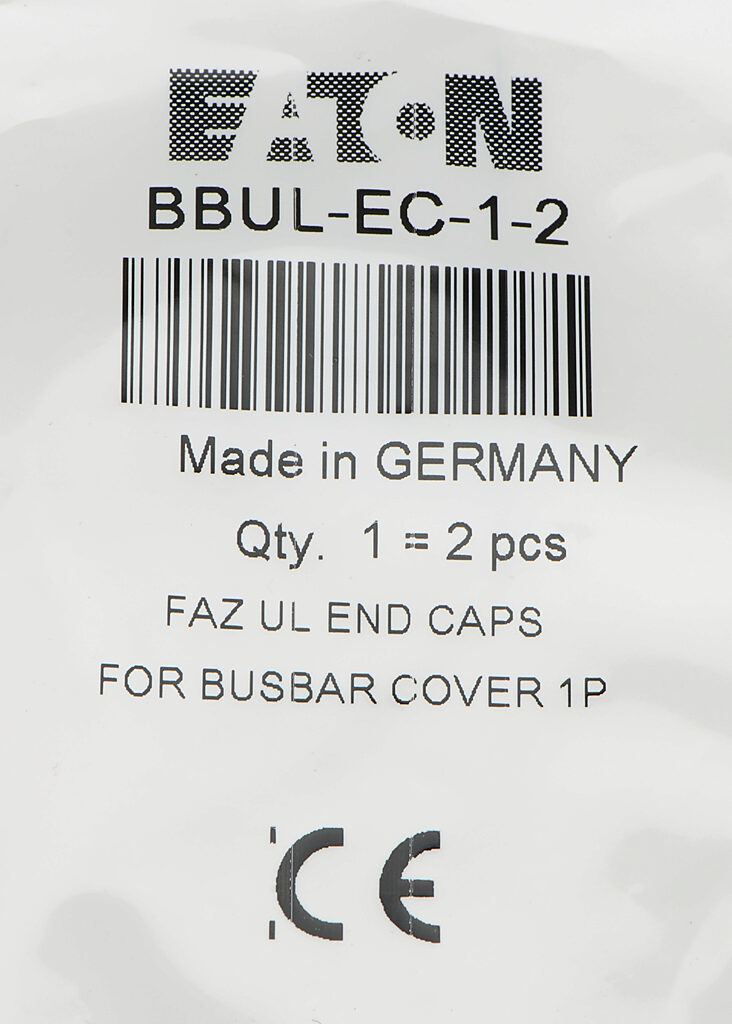 EATON
BBUL-EC-1-2
Made in GERMANY
Qty. 1 = 2 pcs
FAZ UL END CAPS
FOR BUSBAR COVER 1P
CE